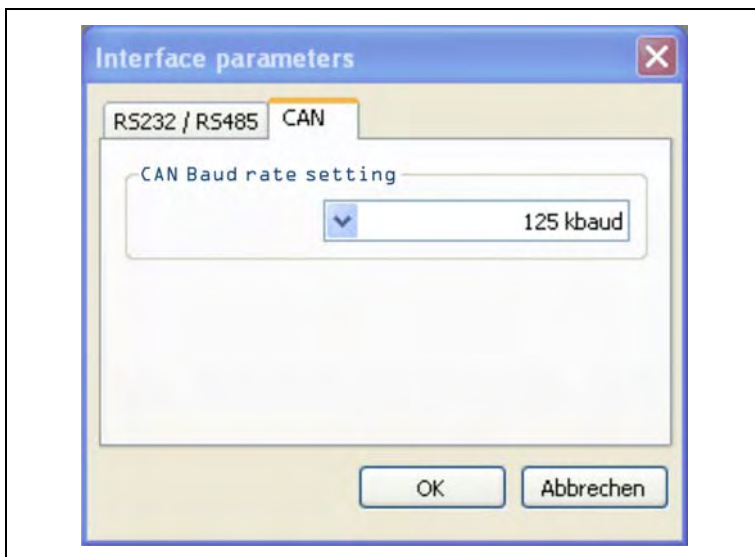 Interface parameters
RS232 / RS485 CAN
CAN Baud rate setting
125 kbaud
OK Abbrechen